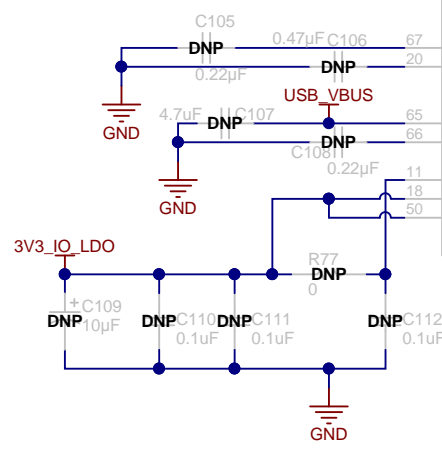 C105
DNP
67
0.47µF
C106
DNP
20
0.22µF
GND
USB_VBUS
4.7uF
C107
DNP
65
C108
DNP
66
0.22µF
GND
11
18
50
3V3_IO_LDO
R77
DNP
0
+
C109
DNP
10µF
C110
DNP
0.1uF
C111
DNP
0.1uF
C112
DNP
0.1uF
GND